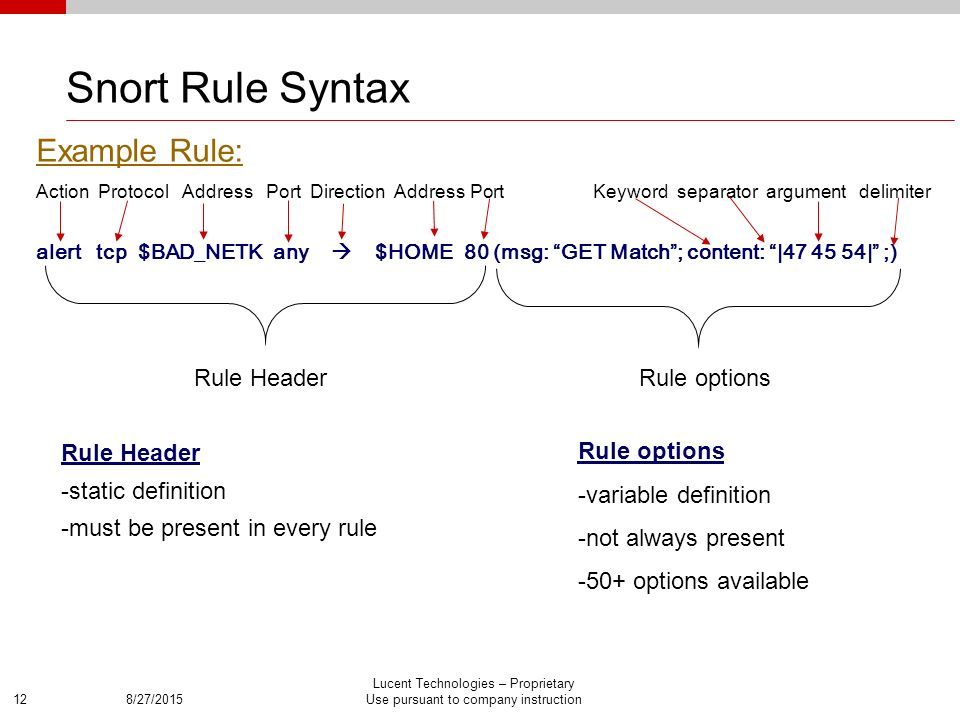 Snort Rule Syntax
Example Rule:
Action Protocol Address Port Direction Address Port Keyword separator argument delimiter
alert tcp $BAD_NETK any → $HOME 80 (msg: “GET Match”; content: “|47 45 54|” ;)
Rule Header Rule options
Rule Header
-static definition
-must be present in every rule
Rule options
-variable definition
-not always present
-50+ options available
12 8/27/2015
Lucent Technologies – Proprietary
Use pursuant to company instruction